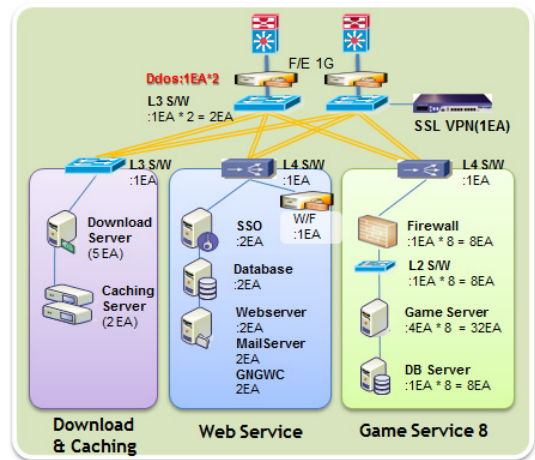 F/E 1G
Ddos:1EA*2
L3 S/W
:1EA * 2 = 2EA
SSL VPN(1EA)
L3 S/W
:1EA
L4 S/W
:1EA
L4 S/W
:1EA
Download
Server
(5EA)
Caching
Server
(2EA)
W/F
:1EA
SSO
:2EA
Database
:2EA
Webserver
:2EA
MailServer
2EA
GNGWC
2EA
Firewall
:1EA * 8 = 8EA
L2 S/W
:1EA * 8 = 8EA
Game Server
:4EA * 8 = 32EA
DB Server
:1EA * 8 = 8EA
Download
& Caching
Web Service
Game Service 8